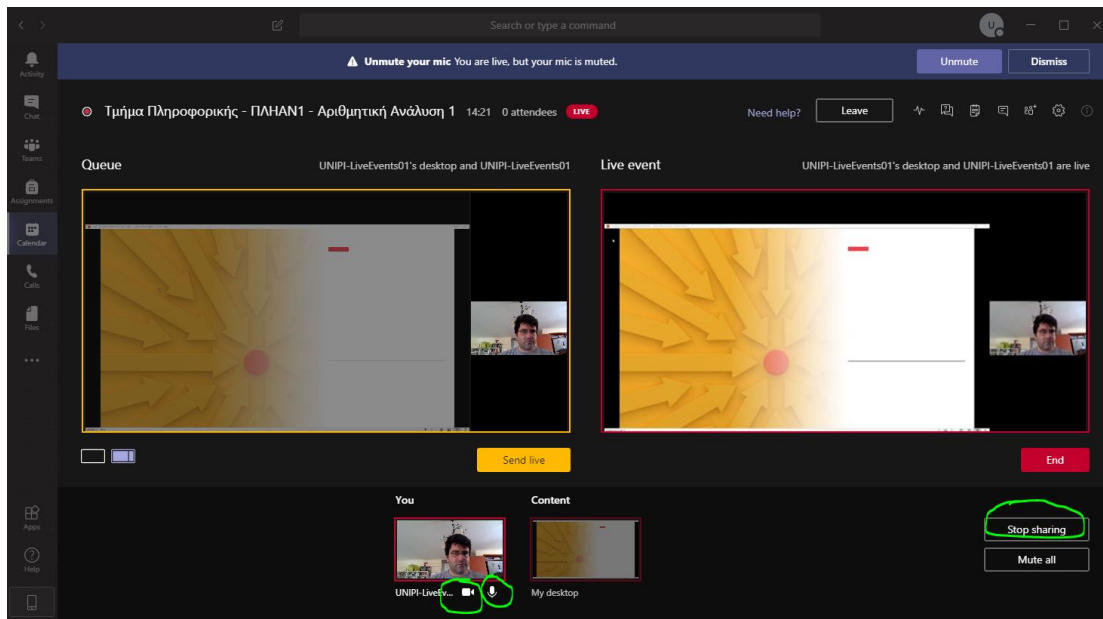 Search or type a command
U
Activity
Chat
Teams
Assignments
Calendar
Calls
Files
Apps
Help
Unmute your mic You are live, but your mic is muted.
Unmute
Dismiss
Τμήμα Πληροφορικής - ΠΛΗΑΝ1 - Αριθμητική Ανάλυση 1 14:21 0 attendees LIVE
Need help?
Leave
Queue
UNIPI-LiveEvents01's desktop and UNIPI-LiveEvents01
Live event
UNIPI-LiveEvents01's desktop and UNIPI-LiveEvents01 are live
Send live
End
You
UNIPI-LiveEv...
Content
My desktop
Stop sharing
Mute all